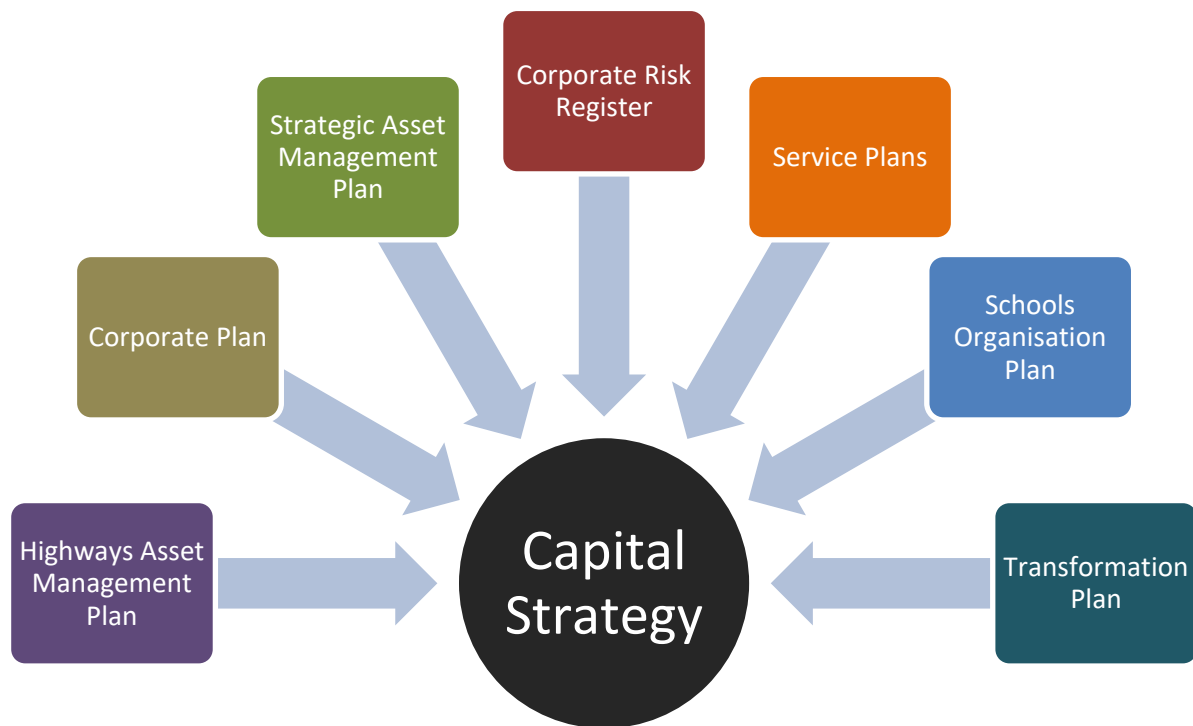 Corporate Risk
Register
Strategic Asset
Management
Plan
Service Plans
Corporate Plan
Schools
Organisation
Plan
Highways Asset
Management
Plan
Capital
Strategy
Transformation
Plan